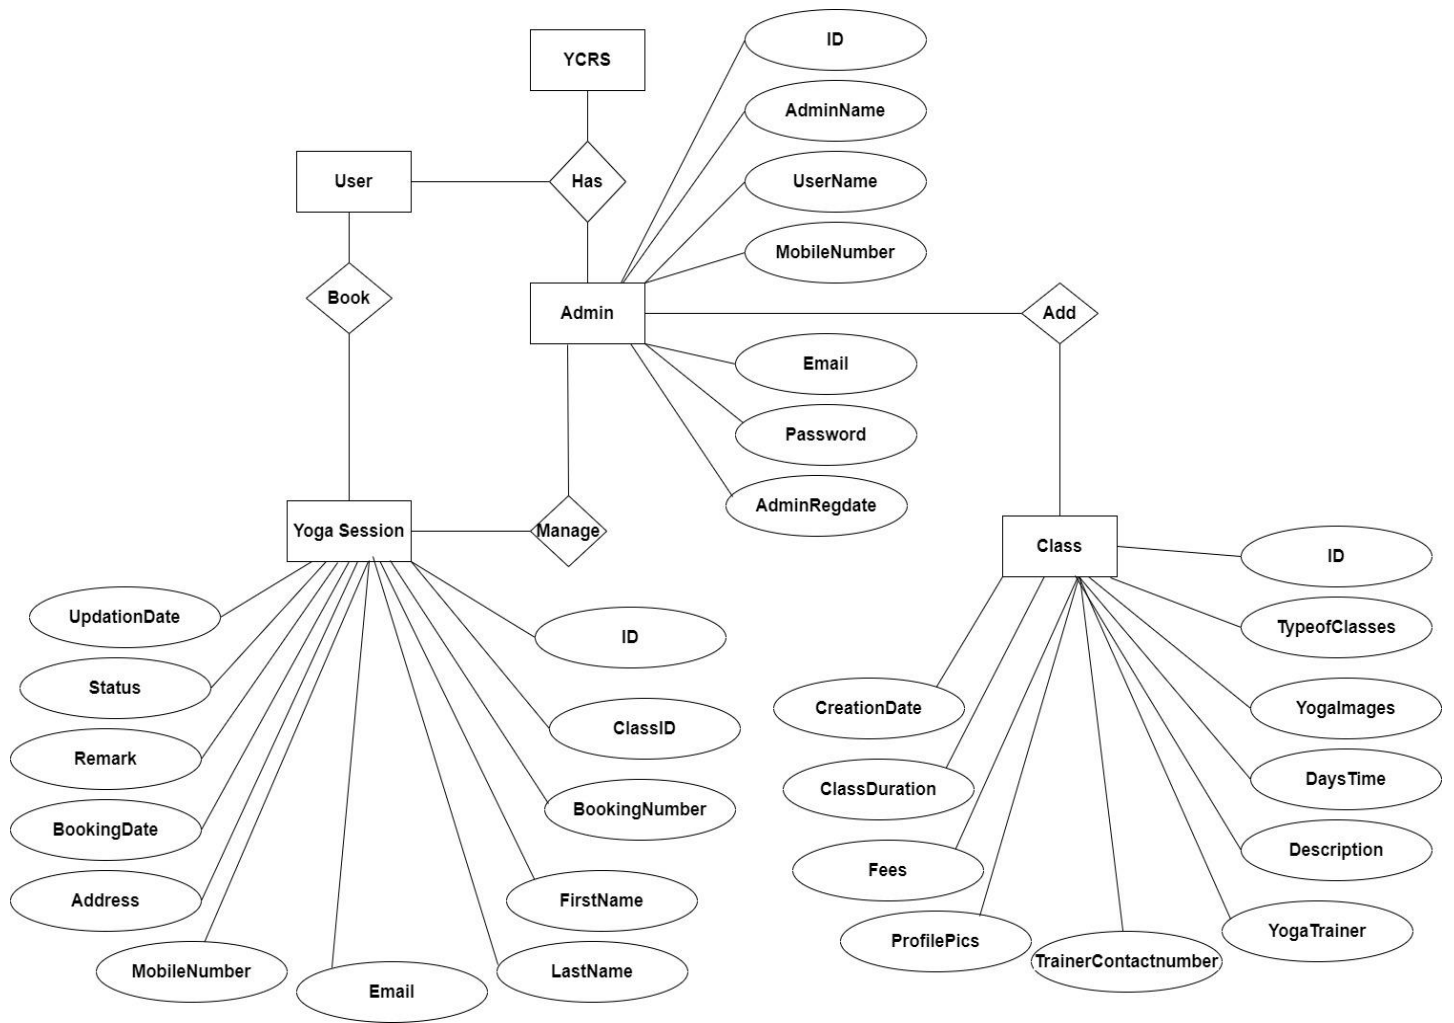 YCRS
ID
AdminName
User
Has
UserName
MobileNumber
Book
Admin
Add
Email
Password
AdminRegdate
Yoga Session
Manage
Class
ID
UpdationDate
ID
TypeofClasses
Status
ClassID
CreationDate
YogaImages
Remark
BookingNumber
ClassDuration
DaysTime
BookingDate
Fees
Description
Address
FirstName
ProfilePics
YogaTrainer
MobileNumber
LastName
TrainerContactnumber
Email